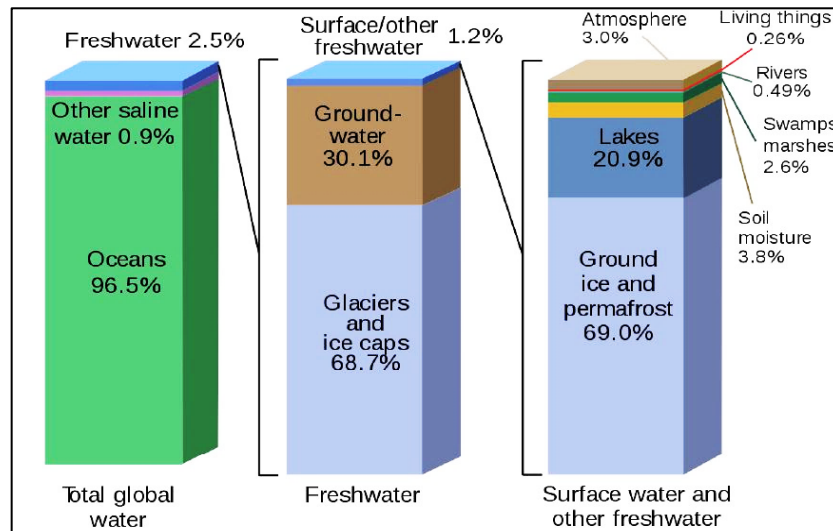 Freshwater 2.5%
Other saline
water 0.9%
Oceans
96.5%
Total global
water
Surface/other
freshwater
1.2%
Ground-
water
30.1%
Glaciers
and
ice caps
68.7%
Freshwater
Atmosphere
3.0%
Living things
0.26%
Rivers
0.49%
Swamps
marshes
2.6%
Soil
moisture
3.8%
Lakes
20.9%
Ground
ice and
permafrost
69.0%
Surface water and
other freshwater